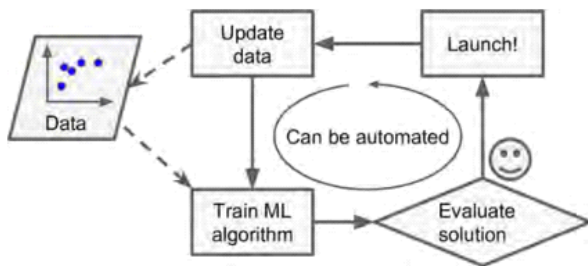 Update
data
Launch!
Data
Can be automated
Train ML
algorithm
Evaluate
solution